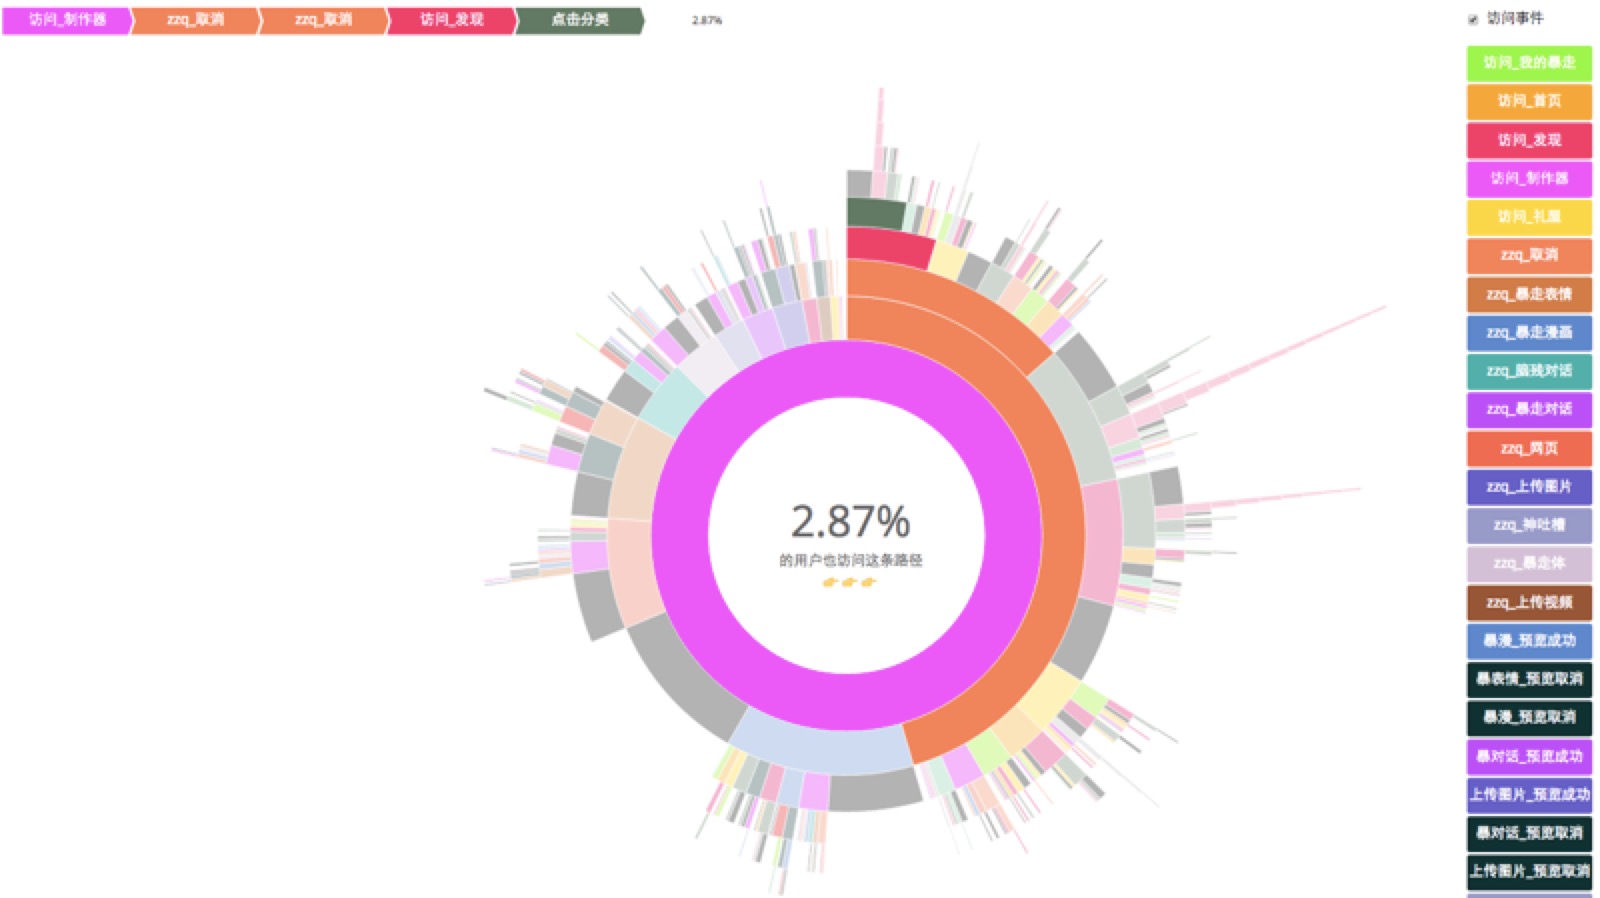 访问_制作器
zzq_取消
zzq_取消
访问_发现
点击分类
2.87%
2.87%
的用户也访问这条路径
访问事件
访问_我的暴走
访问_首页
访问_发现
访问_制作器
访问_礼重
zzq_取消
zzq_暴走表情
zzq_暴走漫画
zzq_脑残对话
zzq_暴走对话
zzq_网页
zzq_上传图片
zzq_神吐槽
zzq_暴走体
zzq_上传视频
暴漫_预览成功
暴表情_预览取消
暴漫_预览取消
暴对话_预览成功
上传图片_预览成功
暴对话_预览取消
上传图片_预览取消